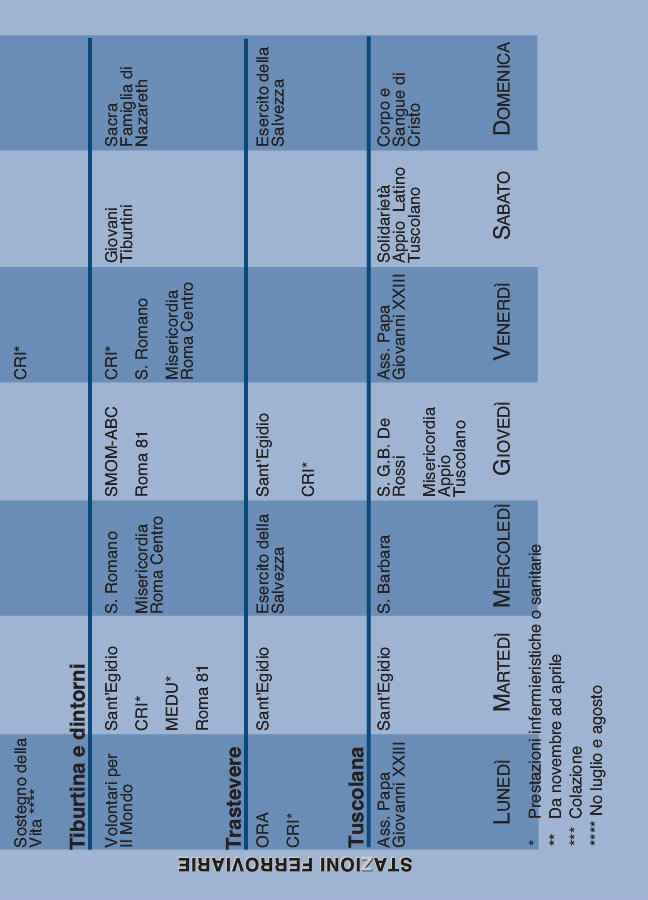 Sostegno della
Vita ****
CRI*
Tiburtina e dintorni
Volontari per
Il Mondo
Sant'Egidio
CRI*
MEDU*
Roma 81
S. Romano
Misericordia
Roma Centro
SMOM-ABC
Roma 81
CRI*
S. Romano
Misericordia
Roma Centro
Giovani
Tiburtini
Sacra
Famiglia di
Nazareth
Trastevere
ORA
CRI*
Sant'Egidio
Esercito della
Salvezza
Sant'Egidio
CRI*
Esercito della
Salvezza
Tuscolana
Ass. Papa
Giovanni XXIII
Sant'Egidio
S. Barbara
S. G.B. De
Rossi
Misericordia
Appio
Tuscolano
Ass. Papa
Giovanni XXIII
Solidarietà
Appio Latino
Tuscolano
Corpo e
Sangue di
Cristo
LUNEDÌ
MARTEDÌ
MERCOLEDÌ
GIOVEDÌ
VENERDÌ
SABATO
DOMENICA
* Prestazioni infermieristiche o sanitarie
** Da novembre ad aprile
*** Colazione
**** No luglio e agosto
STAZIONI FERROVIARIE